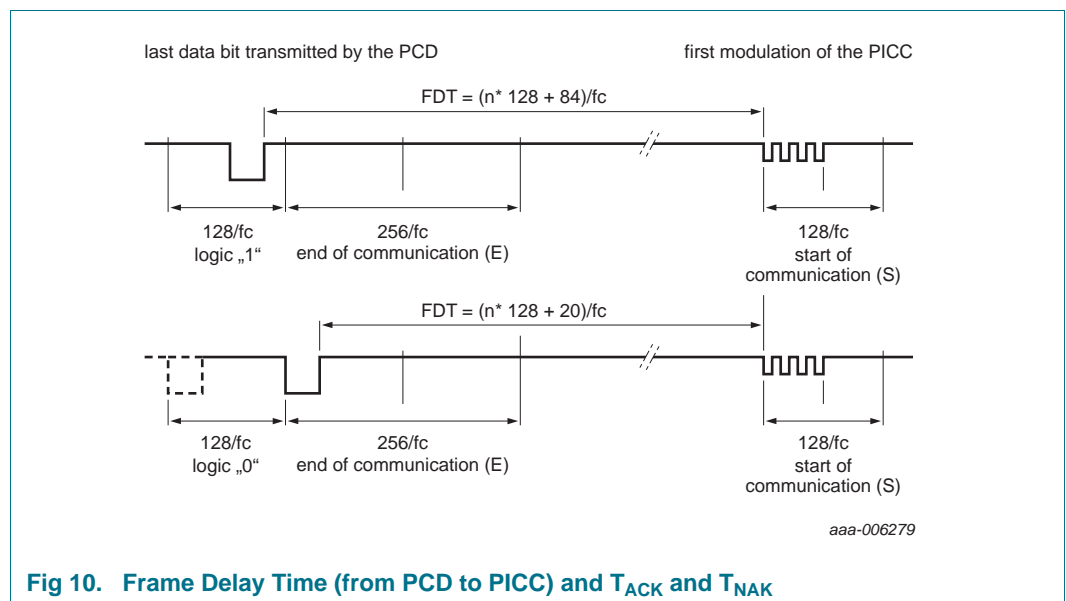 last data bit transmitted by the PCD
first modulation of the PICC
FDT = (n* 128 + 84)/fc
128/fc
logic „1“
256/fc
end of communication (E)
128/fc
start of
communication (S)
FDT = (n* 128 + 20)/fc
128/fc
logic „0“
256/fc
end of communication (E)
128/fc
start of
communication (S)
aaa-006279
Fig 10. Frame Delay Time (from PCD to PICC) and TACK and TNAK